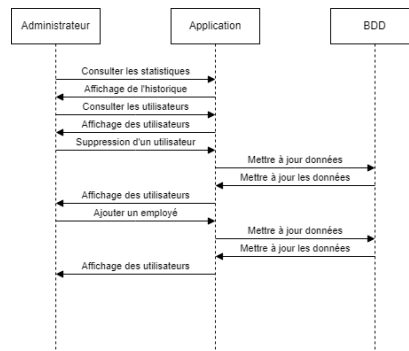 Administrateur
Application
BDD
Consulter les statistiques
Affichage de l'historique
Consulter les utilisateurs
Affichage des utilisateurs
Suppression d'un utilisateur
Mettre à jour données
Mettre à jour les données
Affichage des utilisateurs
Ajouter un employé
Mettre à jour données
Mettre à jour les données
Affichage des utilisateurs